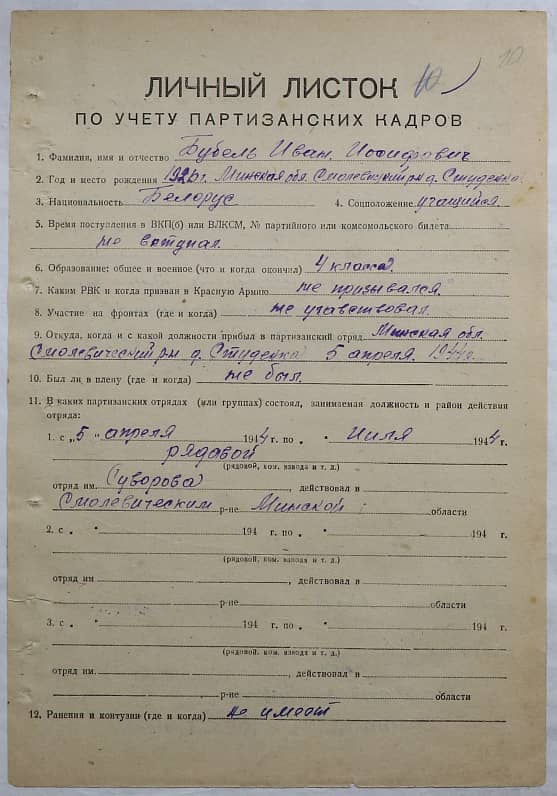 10
10
ЛИЧНЫЙ ЛИСТОК
ПО УЧЕТУ ПАРТИЗАНСКИХ КАДРОВ
1. Фамилия, имя и отчество Бубель Иван Иосифович
2. Год и место рождения г. Минская обл. Смолевический рн д. Студенка
3. Национальность Белорус 4. Соцположение учащийся
5. Время поступления в ВКП(б) или ВЛКСМ, № партийного или комсомольского билета
не вступал.
6. Образование: общее и военное (что и когда окончил) 4 класса.
7. Каким РВК и когда призван в Красную Армию не призывался.
8. Участие на фронтах (где и когда) не участвовал.
9. Откуда, когда и с какой должности прибыл в партизанский отряд Минская обл.
Смолевический рн д. Студенка 5 апреля. 1944г.
10. Был ли в плену (где и когда) не был.
11. В каких партизанских отрядах (или группах) состоял, занимаемая должность и район действия
отряда:
1. с „5 " апреля 1944 г. по „ " Июля 1944 г.
рядовой
(рядовой, ком. взвода и т. д.)
отряд им. Суворова , действовал в
Смолевическим р-не Минской области
2. с „ " 194 г. по „ " 194 г.
(рядовой, ком. взвода и т. д.)
отряд им , действовал в
р-не области
3. с „ " 194 г. по „ " 194 г.
(рядовой, ком. взвода и т. д.)
отряд им. , действовал в
р-не области
12. Ранения и контузии (где и когда) не имеет